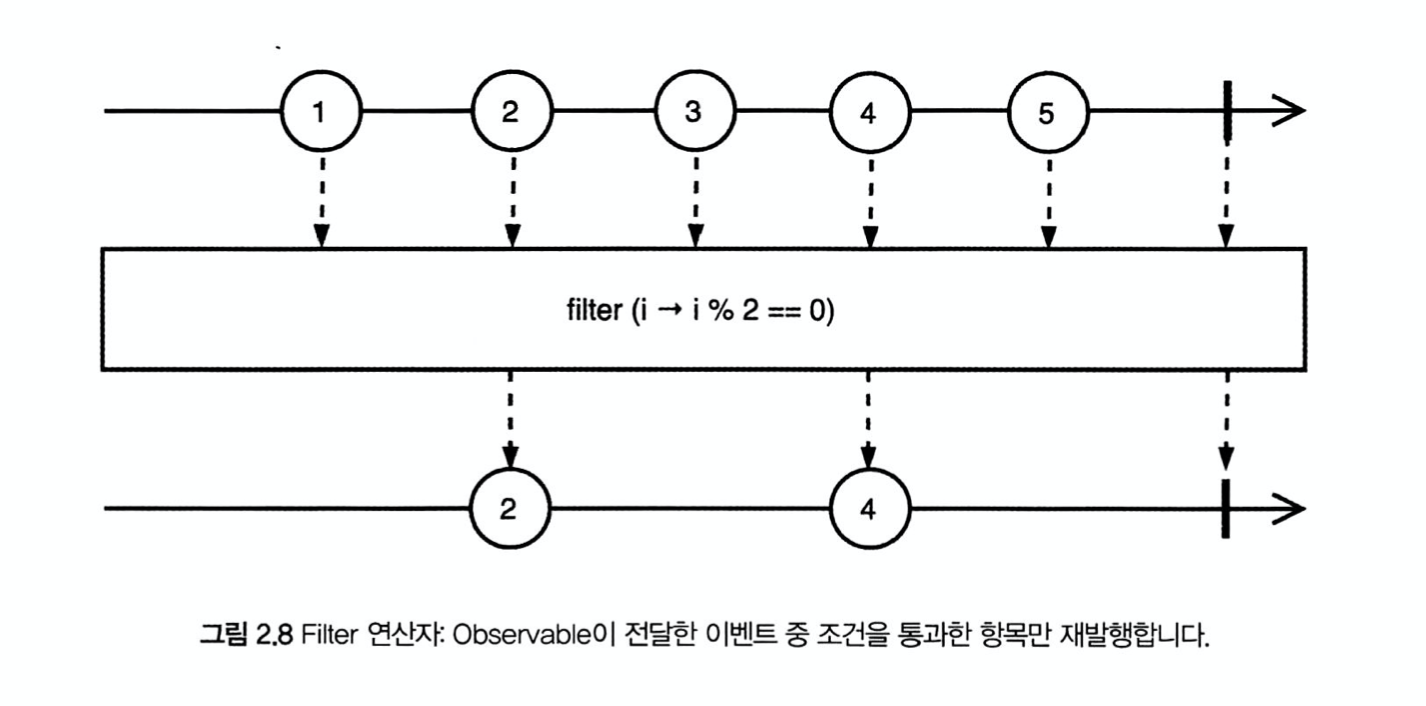 1 2 3 4 5
filter (i → i % 2 == 0)
2 4
그림 2.8 Filter 연산자: Observable이 전달한 이벤트 중 조건을 통과한 항목만 재발행합니다.